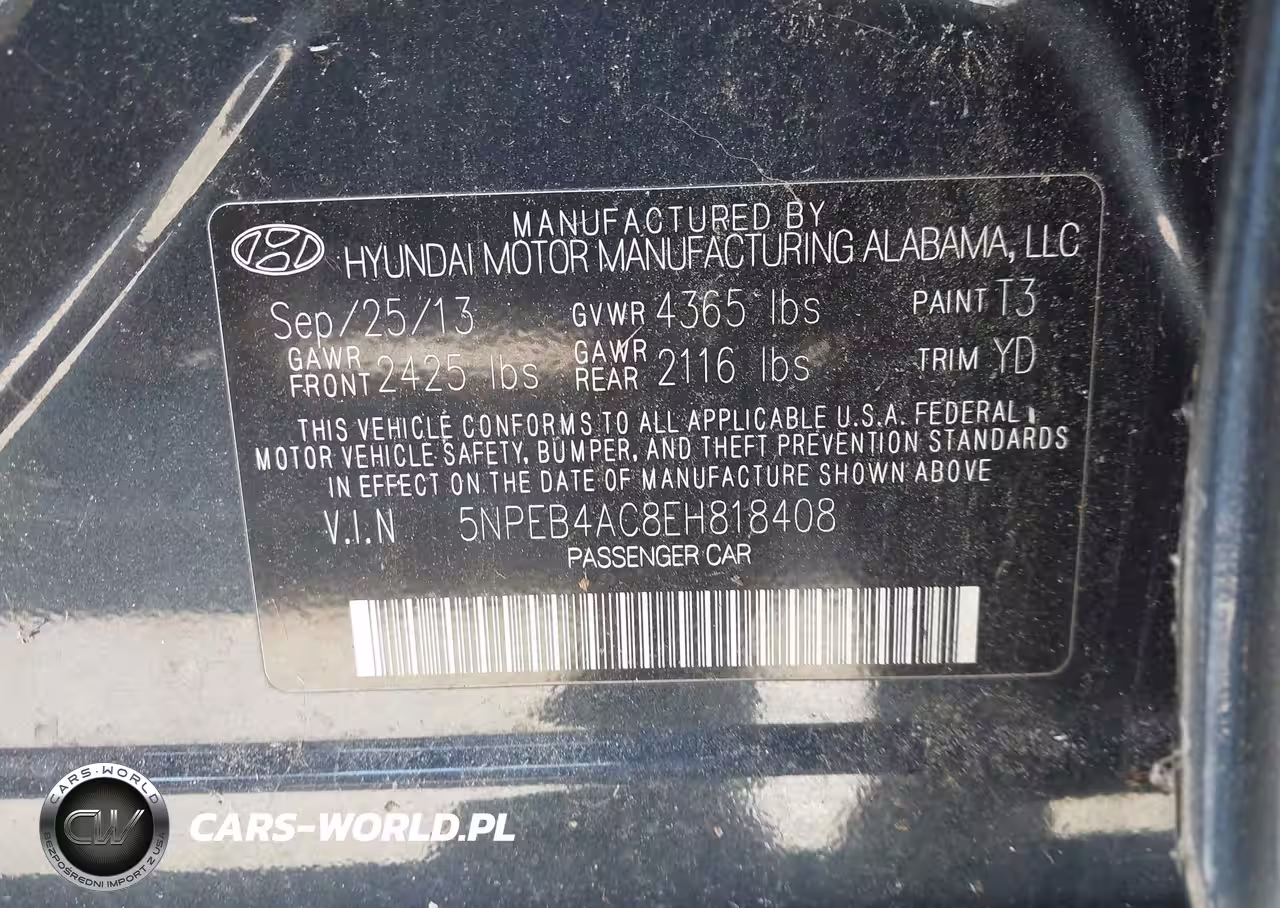 MANUFACTURED BY
HYUNDAI MOTOR MANUFACTURING ALABAMA, LLC
Sep/25/13 GVWR 4365 lbs PAINT T3
GAWR FRONT 2425 lbs GAWR REAR 2116 lbs TRIM YD
THIS VEHICLE CONFORMS TO ALL APPLICABLE U.S.A. FEDERAL
MOTOR VEHICLE SAFETY, BUMPER, AND THEFT PREVENTION STANDARDS
IN EFFECT ON THE DATE OF MANUFACTURE SHOWN ABOVE
V.I.N 5NPEB4AC8EH818408
PASSENGER CAR
CARS-WORLD
CW
BEZPOŚREDNI IMPORT Z USA
CARS-WORLD.PL